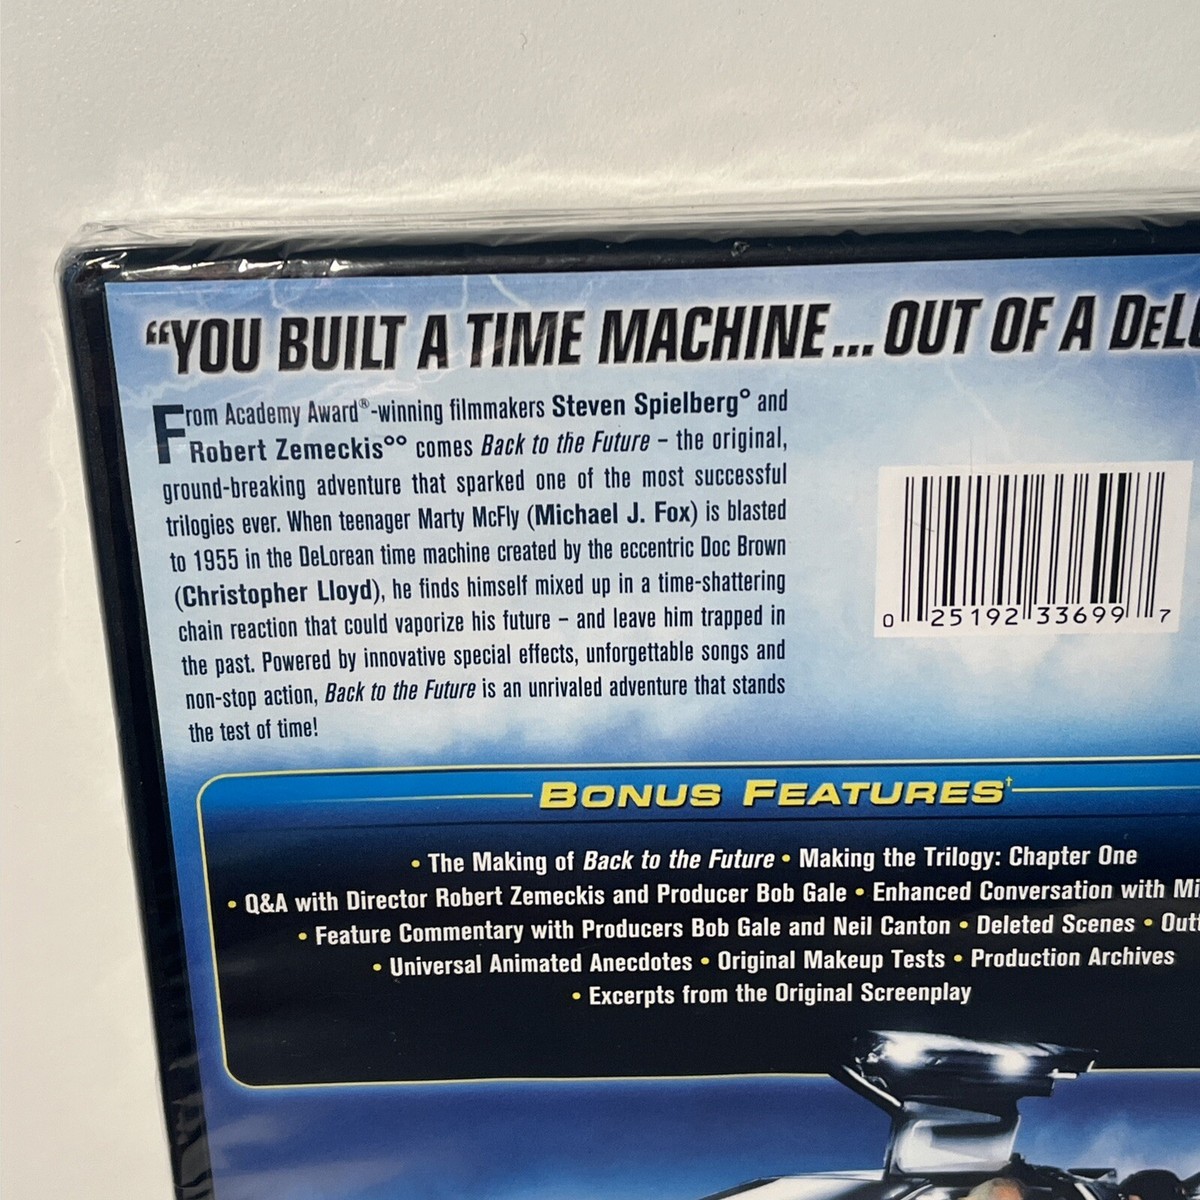 “YOU BUILT A TIME MACHINE...OUT OF A DEL
From Academy Award®-winning filmmakers Steven Spielberg° and
Robert Zemeckis°° comes Back to the Future – the original,
ground-breaking adventure that sparked one of the most successful
trilogies ever. When teenager Marty McFly (Michael J. Fox) is blasted
to 1955 in the DeLorean time machine created by the eccentric Doc Brown
(Christopher Lloyd), he finds himself mixed up in a time-shattering
chain reaction that could vaporize his future – and leave him trapped in
the past. Powered by innovative special effects, unforgettable songs and
non-stop action, Back to the Future is an unrivaled adventure that stands
the test of time!
0 25192 33699 7
BONUS FEATURES†
• The Making of Back to the Future • Making the Trilogy: Chapter One
• Q&A with Director Robert Zemeckis and Producer Bob Gale • Enhanced Conversation with Mi
• Feature Commentary with Producers Bob Gale and Neil Canton • Deleted Scenes • Outt
• Universal Animated Anecdotes • Original Makeup Tests • Production Archives
• Excerpts from the Original Screenplay